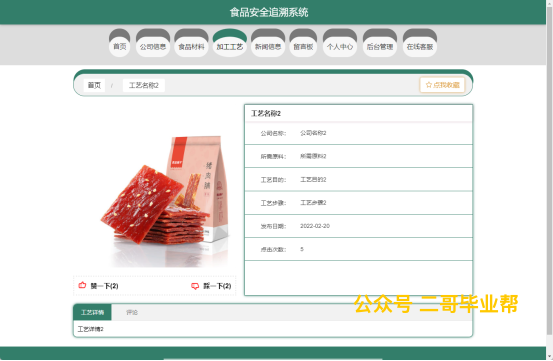 食品安全追溯系统
首页 公司信息 食品材料 加工工艺 新闻信息 留言板 个人中心 后台管理 在线客服
首页 / 工艺名称2 ☆点我收藏
工艺名称2
公司名称： 公司名称2
所需原料： 所需原料2
工艺目的： 工艺目的2
工艺步骤： 工艺步骤2
发布日期： 2022-02-20
点击次数： 5
猪肉脯
赞一下(2) 踩一下(2)
公众号 二哥毕业帮
工艺详情 评论
工艺详情2